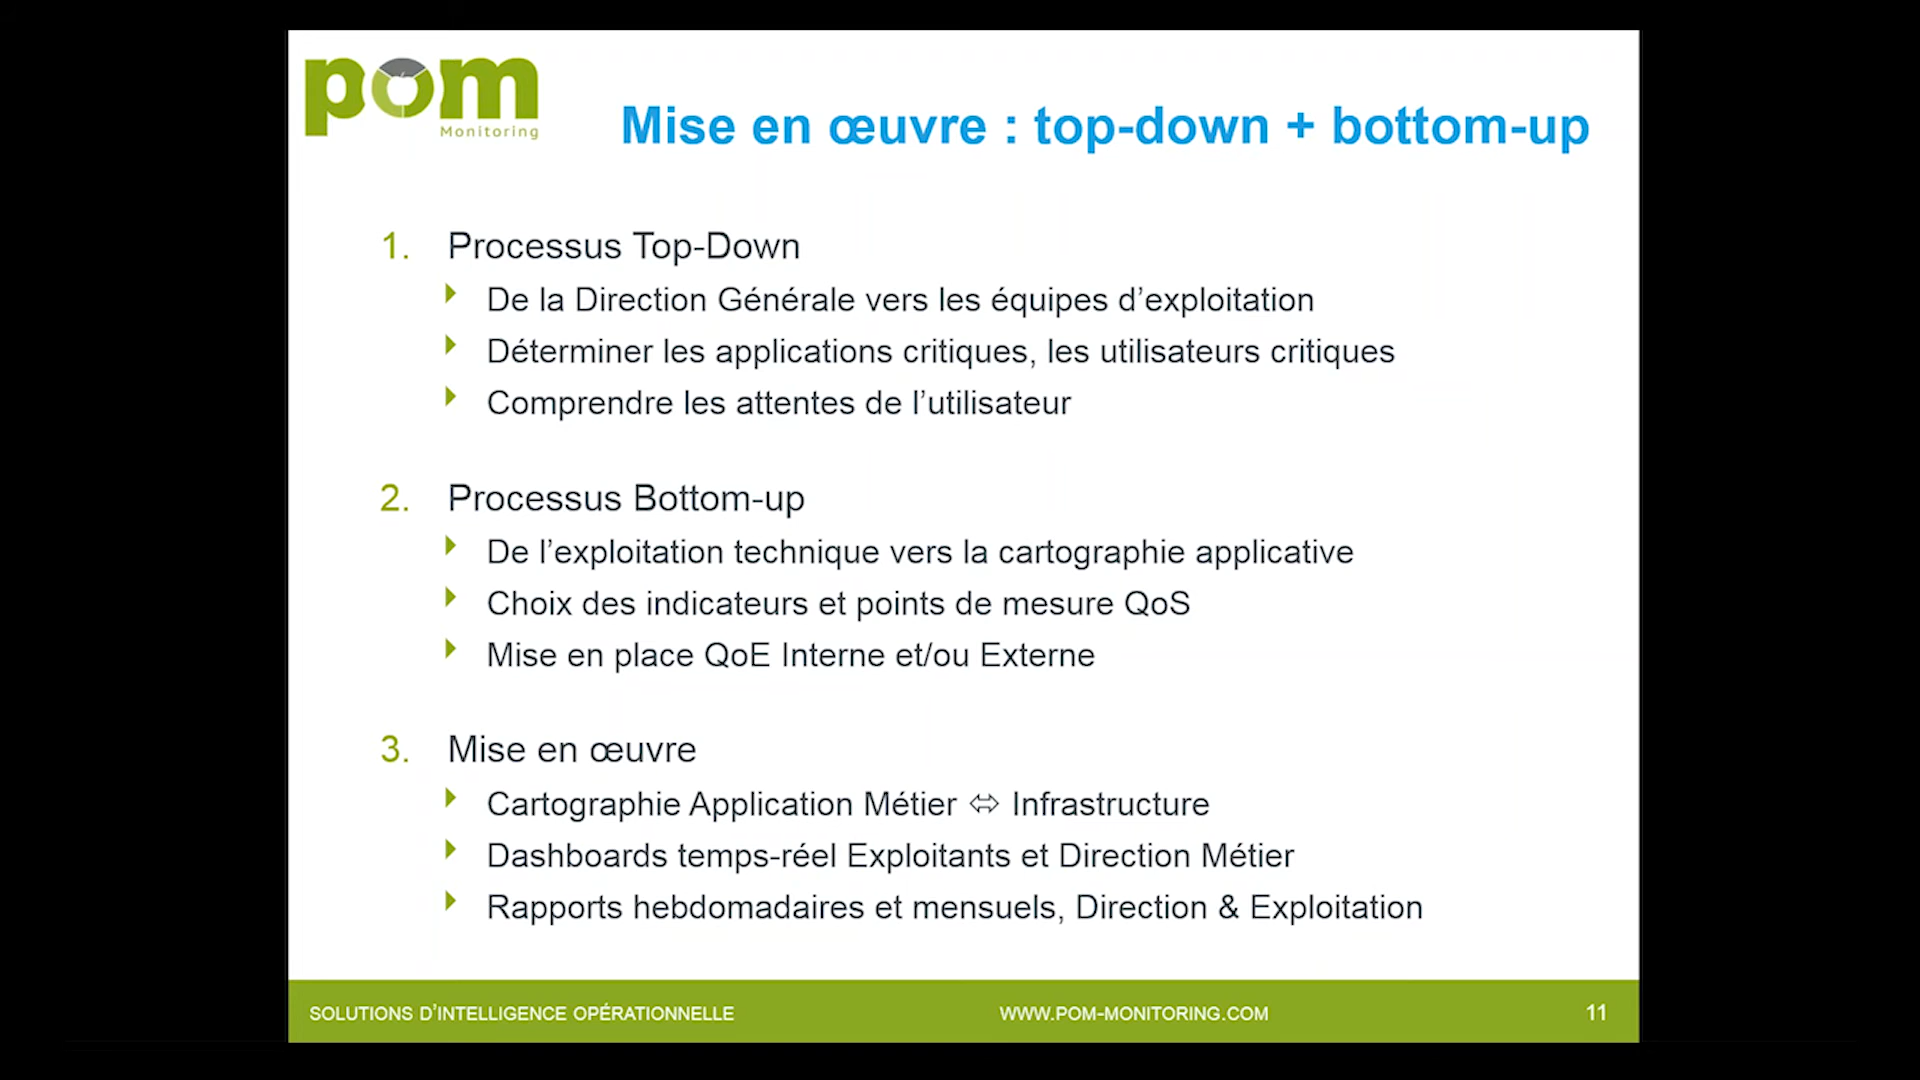 pom
Monitoring
Mise en œuvre : top-down + bottom-up
1. Processus Top-Down
De la Direction Générale vers les équipes d’exploitation
Déterminer les applications critiques, les utilisateurs critiques
Comprendre les attentes de l’utilisateur
2. Processus Bottom-up
De l’exploitation technique vers la cartographie applicative
Choix des indicateurs et points de mesure QoS
Mise en place QoE Interne et/ou Externe
3. Mise en œuvre
Cartographie Application Métier ⬄ Infrastructure
Dashboards temps-réel Exploitants et Direction Métier
Rapports hebdomadaires et mensuels, Direction & Exploitation
SOLUTIONS D’INTELLIGENCE OPÉRATIONNELLE
WWW.POM-MONITORING.COM
11